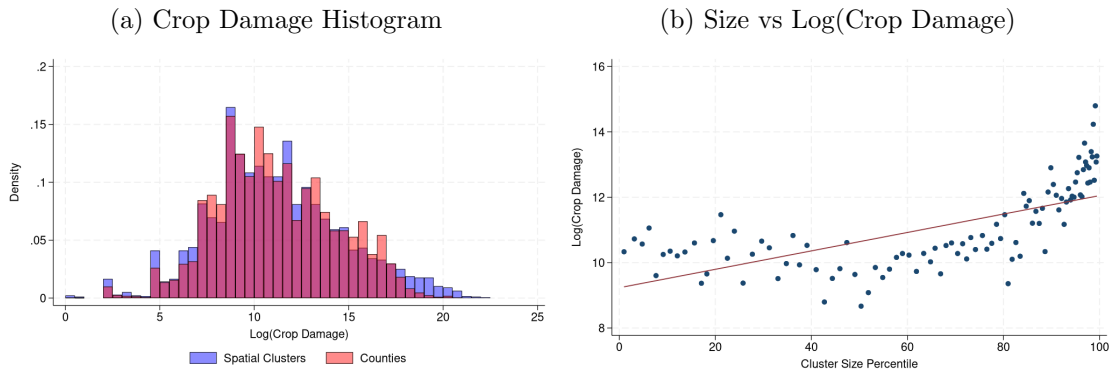 (a) Crop Damage Histogram
.2
.15
.1
.05
0
Density
0 5 10 15 20 25
Log(Crop Damage)
Spatial Clusters Counties
(b) Size vs Log(Crop Damage)
16
14
12
10
8
Log(Crop Damage)
0 20 40 60 80 100
Cluster Size Percentile